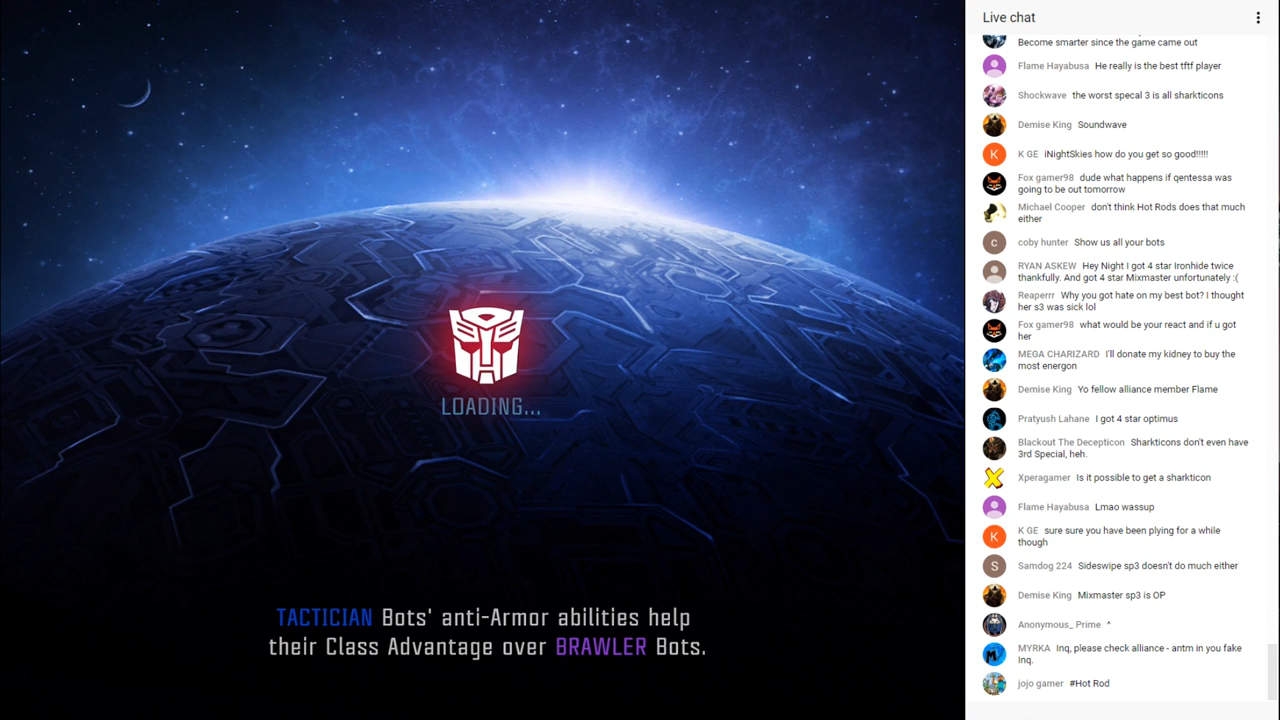 LOADING...
TACTICIAN Bots' anti-Armor abilities help
their Class Advantage over BRAWLER Bots.
Live chat
Become smarter since the game came out
Flame Hayabusa He really is the best tftf player
Shockwave the worst specal 3 is all sharkticons
Demise King Soundwave
K
K GE iNightSkies how do you get so good!!!!!
Fox gamer98 dude what happens if qentessa was
going to be out tomorrow
Michael Cooper don't think Hot Rods does that much
either
c
coby hunter Show us all your bots
RYAN ASKEW Hey Night I got 4 star Ironhide twice
thankfully. And got 4 star Mixmaster unfortunately :(
Reaperrr Why you got hate on my best bot? i thought
her s3 was sick lol
Fox gamer98 what would be your react and if u got
her
MEGA CHARIZARD I'll donate my kidney to buy the
most energon
Demise King Yo fellow alliance member Flame
Pratyush Lahane I got 4 star optimus
Blackout The Decepticon Sharkticons don't even have
3rd Special, heh.
Xperagamer Is it possible to get a sharkticon
Flame Hayabusa Lmao wassup
K
K GE sure sure you have been plying for a while
though
S
Samdog 224 Sideswipe sp3 doesn't do much either
Demise King Mixmaster sp3 is OP
Anonymous_ Prime ^
MYRKA Inq, please check alliance - antm in you fake
Inq.
jojo gamer #Hot Rod